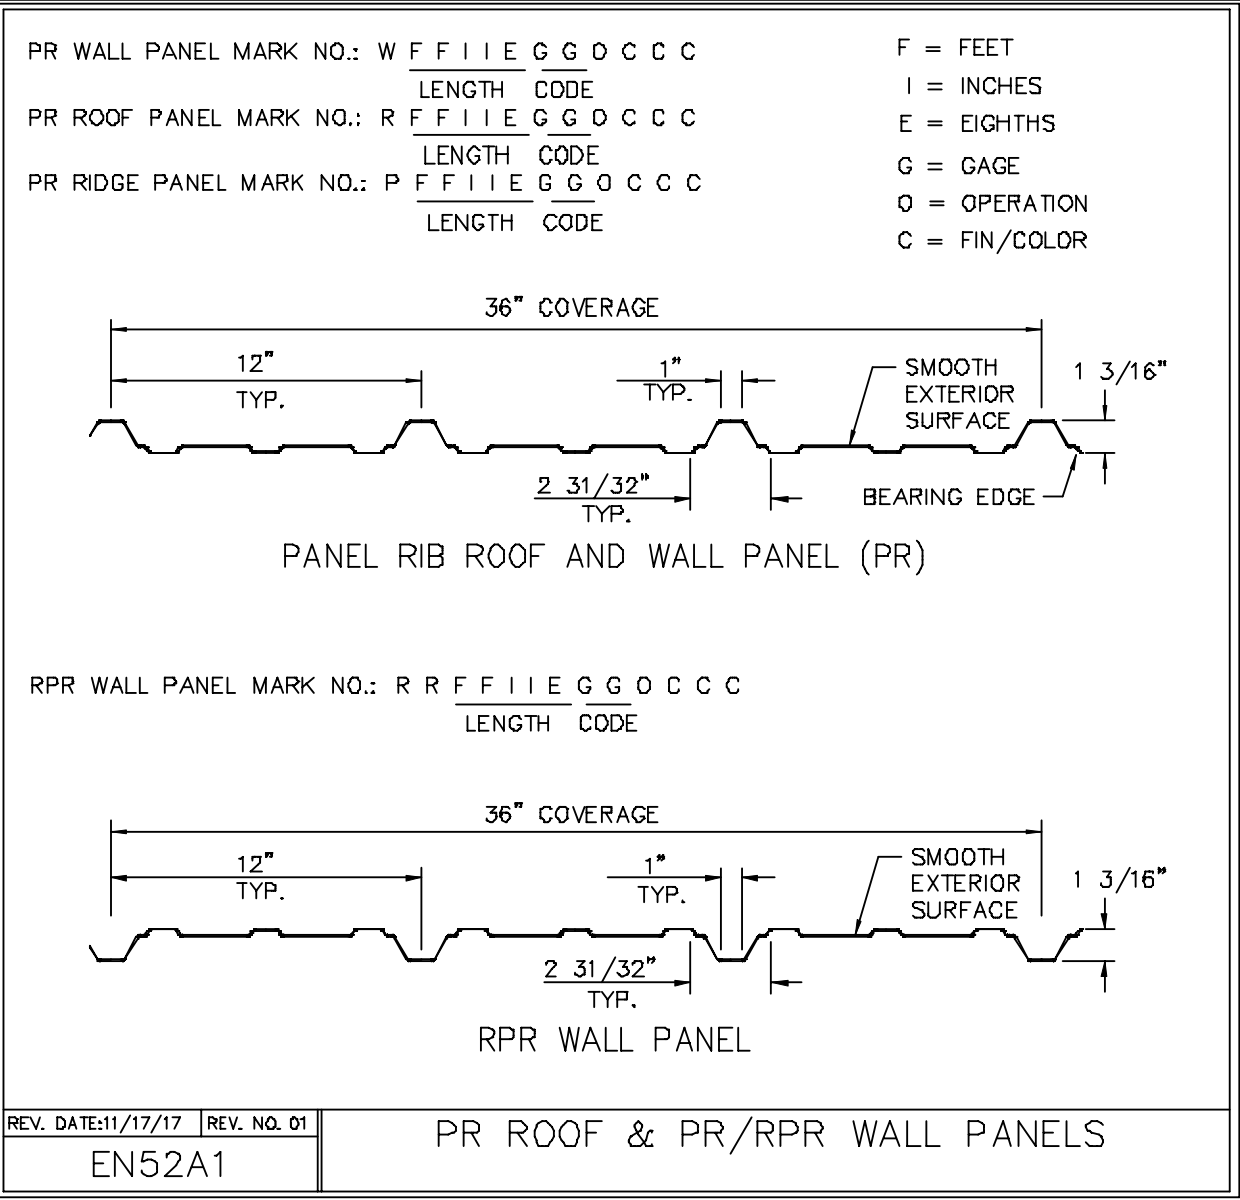 PR WALL PANEL MARK NO.: W F F I I E G G O C C C
LENGTH CODE
PR ROOF PANEL MARK NO.: R F F I I E G G O C C C
LENGTH CODE
PR RIDGE PANEL MARK NO.: P F F I I E G G O C C C
LENGTH CODE
F = FEET
I = INCHES
E = EIGHTHS
G = GAGE
O = OPERATION
C = FIN/COLOR
36" COVERAGE
12"
TYP.
1"
TYP.
SMOOTH
EXTERIOR
SURFACE
1 3/16"
2 31/32"
TYP.
BEARING EDGE
PANEL RIB ROOF AND WALL PANEL (PR)
RPR WALL PANEL MARK NO.: R R F F I I E G G O C C C
LENGTH CODE
36" COVERAGE
12"
TYP.
1"
TYP.
SMOOTH
EXTERIOR
SURFACE
1 3/16"
2 31/32"
TYP.
RPR WALL PANEL
REV. DATE:11/17/17 REV. NO. 01
EN52A1
PR ROOF & PR/RPR WALL PANELS